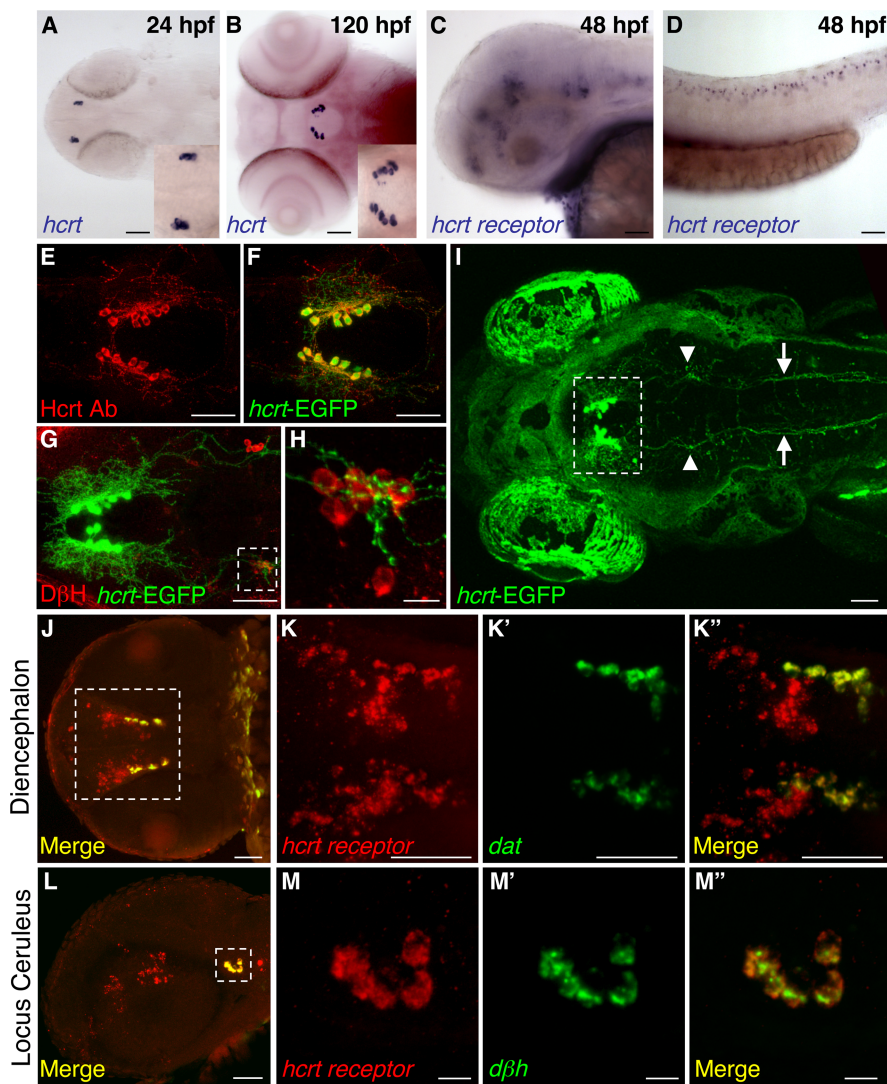 A 24 hpf
hcrt
B 120 hpf
hcrt
C 48 hpf
hcrt receptor
D 48 hpf
hcrt receptor
E
Hcrt Ab
F
hcrt-EGFP
G
DβH hcrt-EGFP
H
I
hcrt-EGFP
Diencephalon
J
Merge
K
hcrt receptor
K’
dat
K”
Merge
Locus Ceruleus
L
Merge
M
hcrt receptor
M’
dβh
M”
Merge